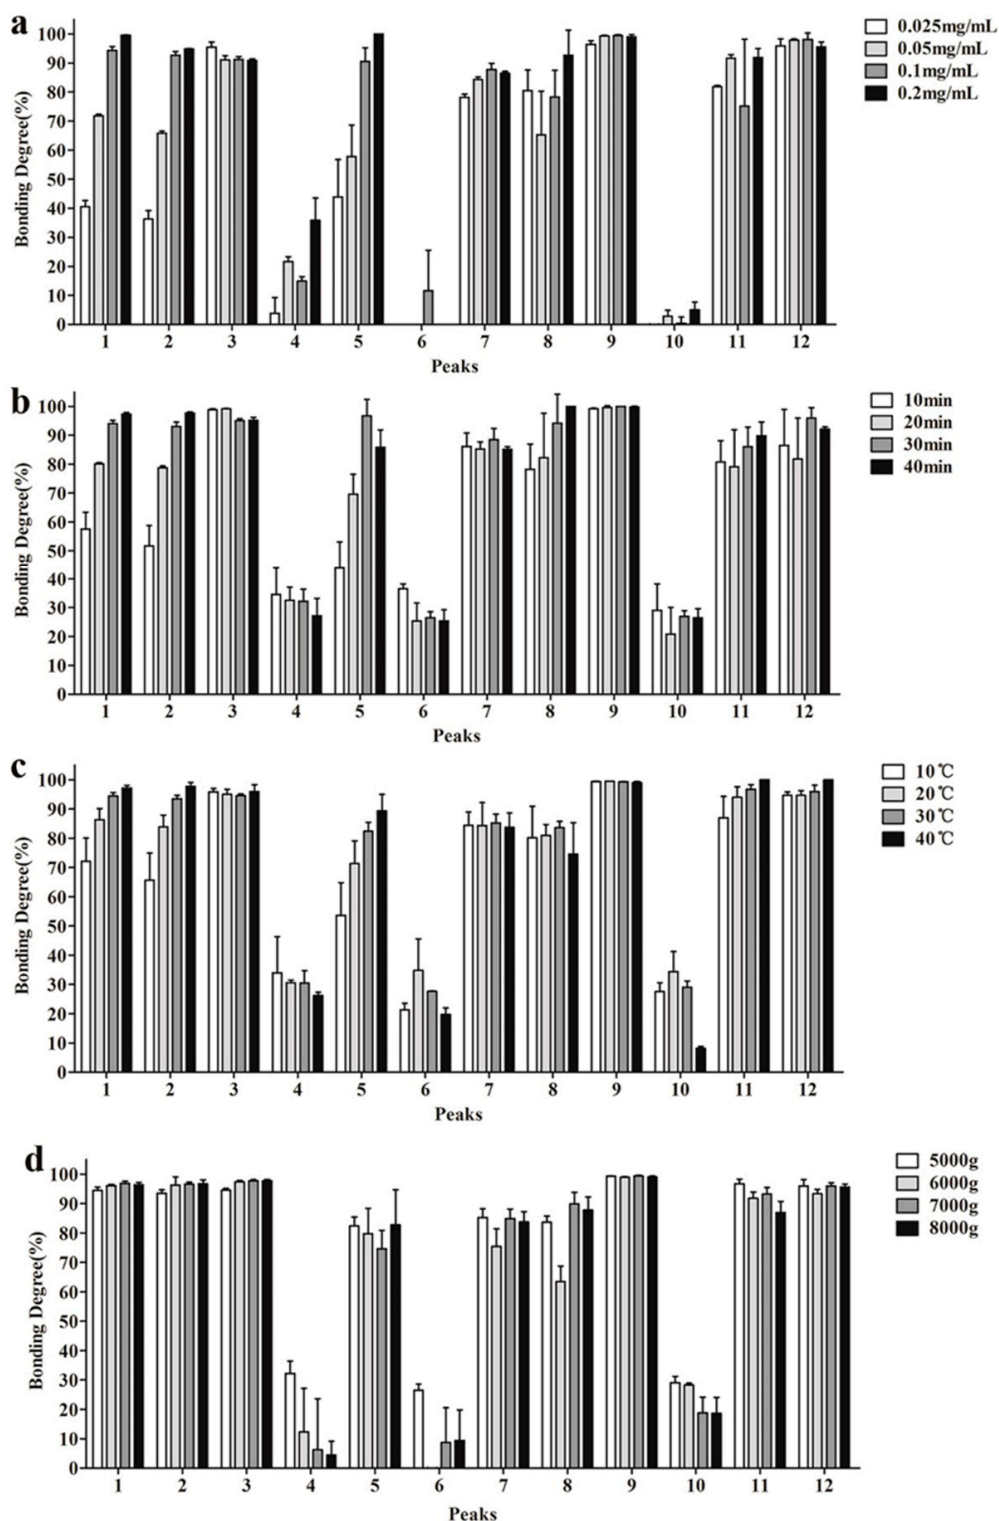 a
0.025mg/mL
0.05mg/mL
0.1mg/mL
0.2mg/mL
Bonding Degree(%)
100
90
80
70
60
50
40
30
20
10
0
1 2 3 4 5 6 7 8 9 10 11 12
Peaks
b
10min
20min
30min
40min
Bonding Degree(%)
100
90
80
70
60
50
40
30
20
10
0
1 2 3 4 5 6 7 8 9 10 11 12
Peaks
c
10℃
20℃
30℃
40℃
Bonding Degree(%)
100
90
80
70
60
50
40
30
20
10
0
1 2 3 4 5 6 7 8 9 10 11 12
Peaks
d
5000g
6000g
7000g
8000g
Bonding Degree(%)
100
90
80
70
60
50
40
30
20
10
0
1 2 3 4 5 6 7 8 9 10 11 12
Peaks